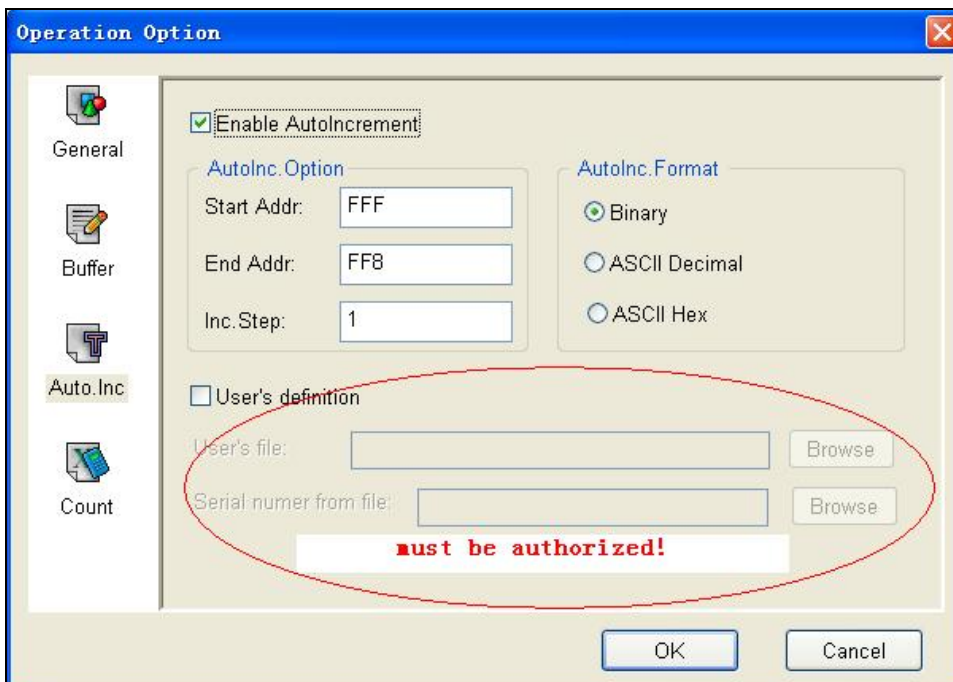 Operation Option
General
Buffer
Auto.Inc
Count
Enable AutoIncrement
AutoInc.Option
Start Addr: FFF
End Addr: FF8
Inc.Step: 1
AutoInc.Format
Binary
ASCII Decimal
ASCII Hex
User's definition
User's file: Browse
Serial numer from file: Browse
must be authorized!
OK Cancel